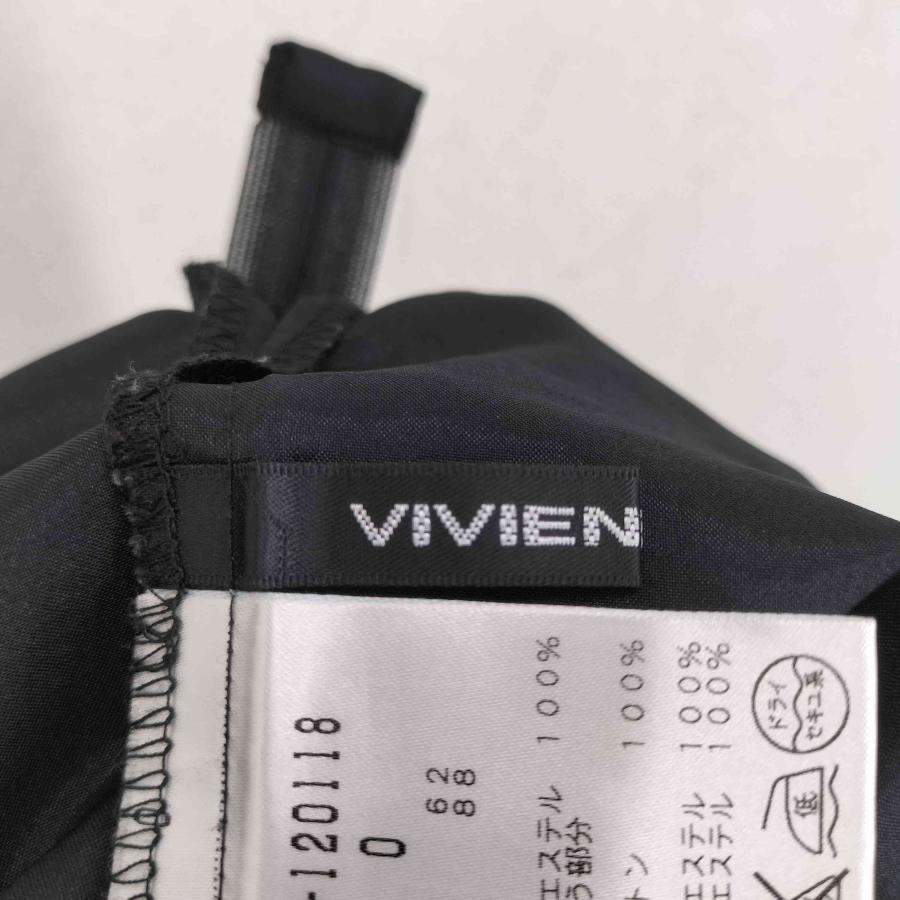 VIVIEN
-120118
0
62
88
エステル 100%
う部分
トン 100%
エステル 100%
エステル 100%
ドライ
セキユ系
低